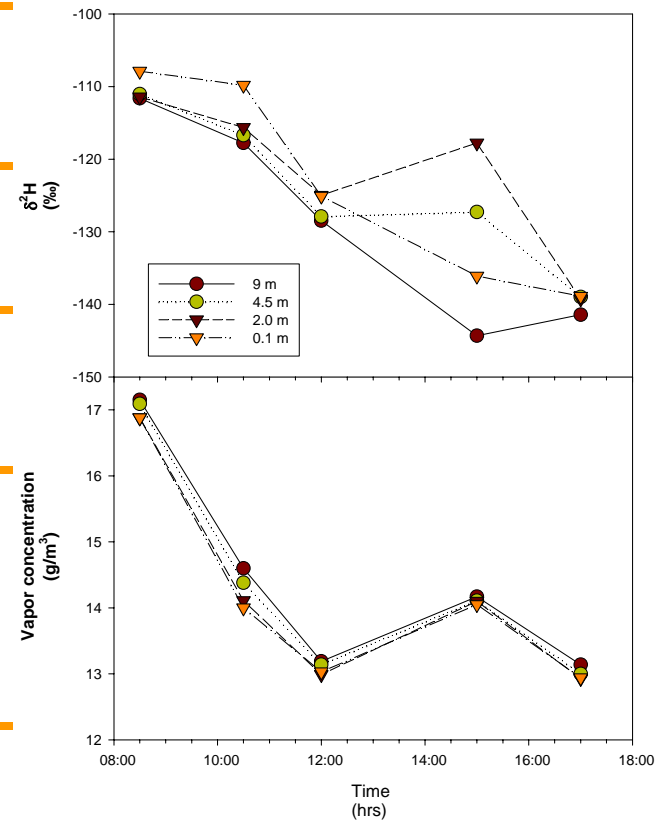 -100
-110
-120
-130
-140
-150
δ²H
(‰)
9 m
4.5 m
2.0 m
0.1 m
17
16
15
14
13
12
Vapor concentration
(g/m³)
08:00 10:00 12:00 14:00 16:00 18:00
Time
(hrs)